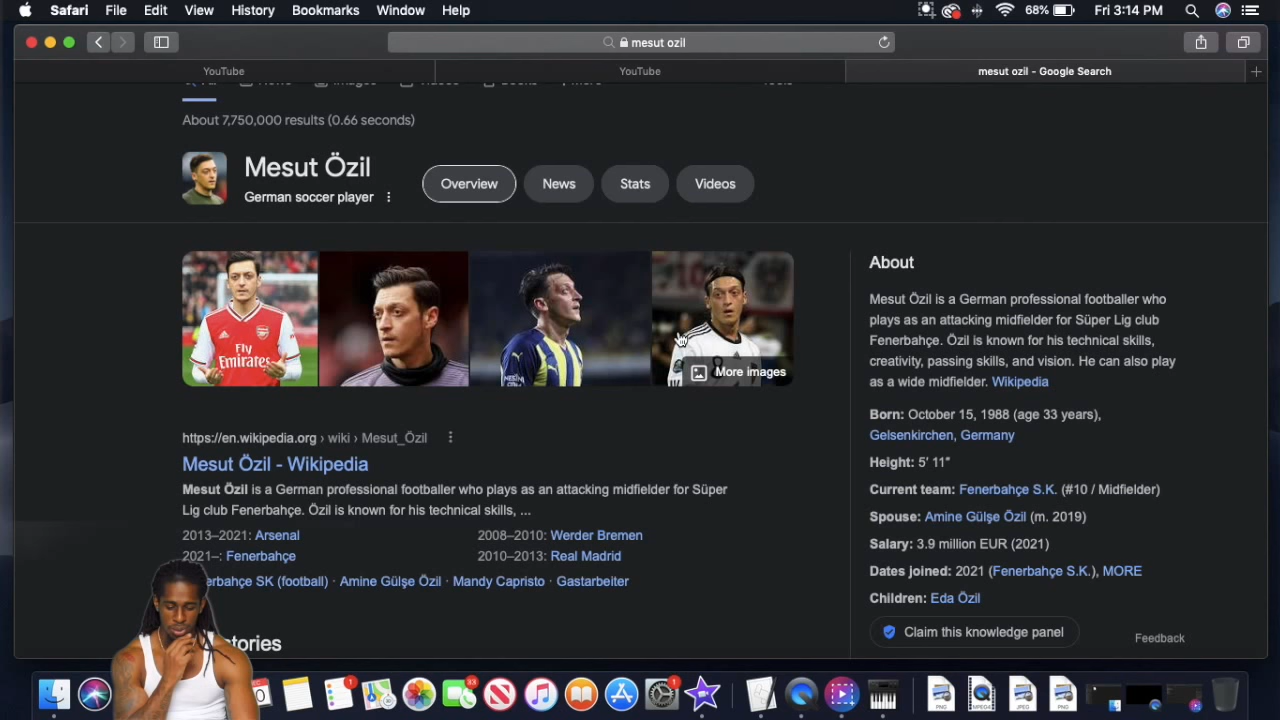 Safari File Edit View History Bookmarks Window Help 68% Fri 3:14 PM
mesut ozil
YouTube YouTube mesut ozil - Google Search
About 7,750,000 results (0.66 seconds)
Mesut Özil
German soccer player
Overview News Stats Videos
Fly
Emirates
More images
https://en.wikipedia.org › wiki › Mesut_Özil
Mesut Özil - Wikipedia
Mesut Özil is a German professional footballer who plays as an attacking midfielder for Süper
Lig club Fenerbahçe. Özil is known for his technical skills, ...
2013–2021: Arsenal 2008–2010: Werder Bremen
2021–: Fenerbahçe 2010–2013: Real Madrid
erbahçe SK (football) · Amine Gülşe Özil · Mandy Capristo · Gastarbeiter
stories
About
Mesut Özil is a German professional footballer who
plays as an attacking midfielder for Süper Lig club
Fenerbahçe. Özil is known for his technical skills,
creativity, passing skills, and vision. He can also play
as a wide midfielder. Wikipedia
Born: October 15, 1988 (age 33 years),
Gelsenkirchen, Germany
Height: 5′ 11″
Current team: Fenerbahçe S.K. (#10 / Midfielder)
Spouse: Amine Gülşe Özil (m. 2019)
Salary: 3.9 million EUR (2021)
Dates joined: 2021 (Fenerbahçe S.K.), MORE
Children: Eda Özil
Claim this knowledge panel
Feedback